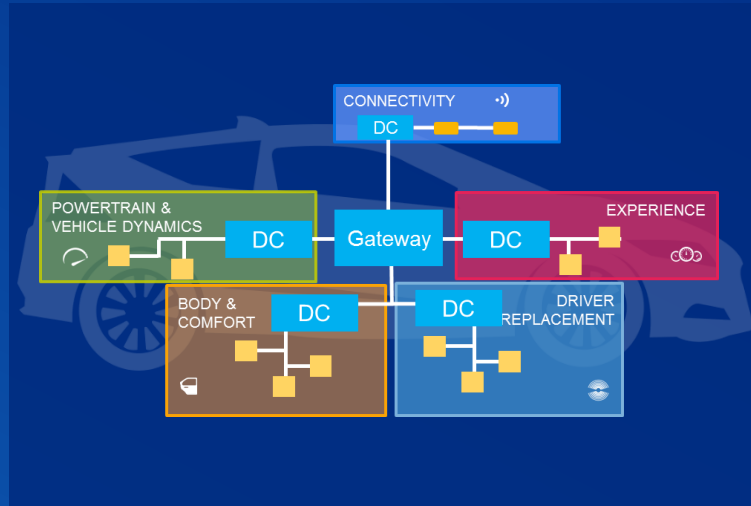 CONNECTIVITY
DC
POWERTRAIN &
VEHICLE DYNAMICS
DC
Gateway
DC
EXPERIENCE
BODY &
COMFORT
DC
DC
DRIVER
REPLACEMENT